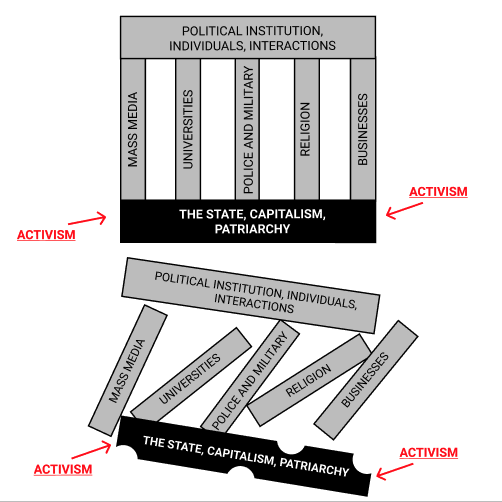 POLITICAL INSTITUTION,
INDIVIDUALS, INTERACTIONS
MASS MEDIA
UNIVERSITIES
POLICE AND MILITARY
RELIGION
BUSINESSES
THE STATE, CAPITALISM,
PATRIARCHY
ACTIVISM
ACTIVISM
POLITICAL INSTITUTION, INDIVIDUALS,
INTERACTIONS
MASS MEDIA
UNIVERSITIES
POLICE AND MILITARY
RELIGION
BUSINESSES
THE STATE, CAPITALISM, PATRIARCHY
ACTIVISM
ACTIVISM